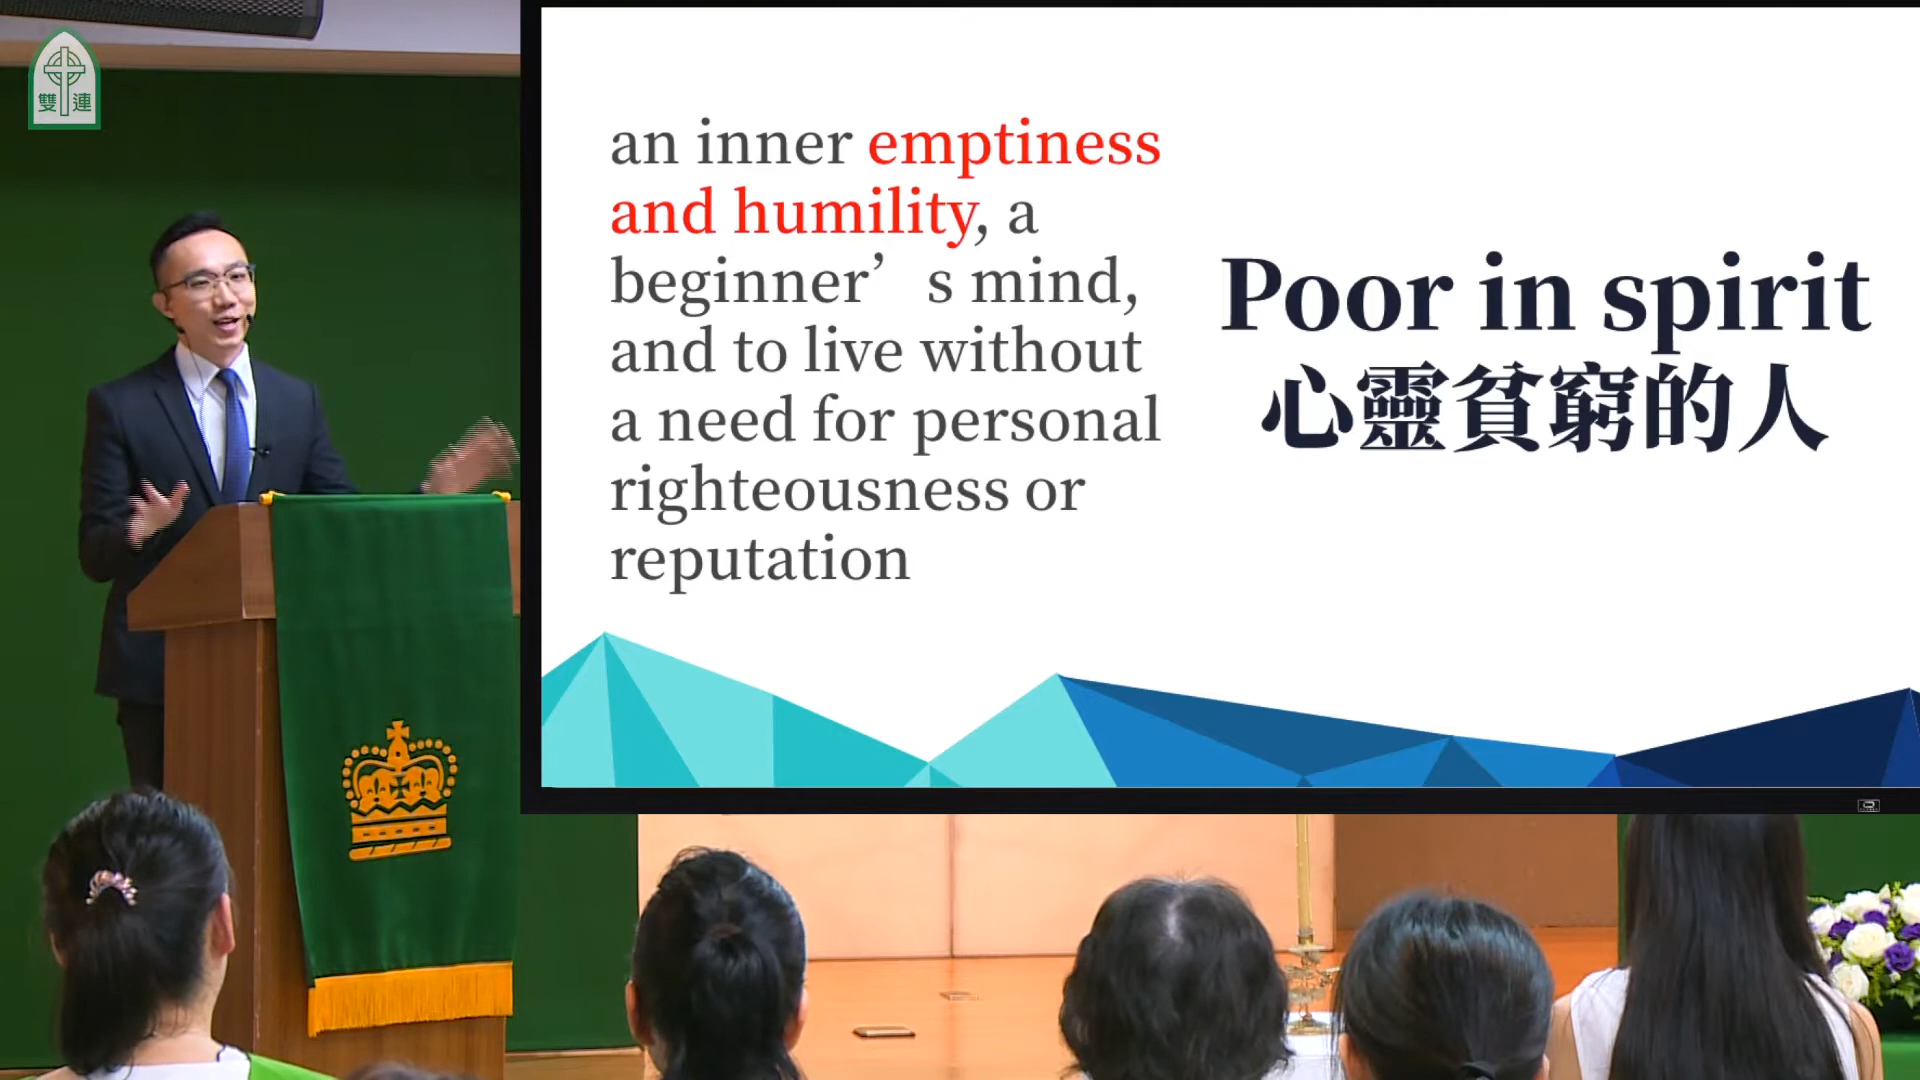 雙連
an inner emptiness
and humility, a
beginner’s mind,
and to live without
a need for personal
righteousness or
reputation
Poor in spirit
心靈貧窮的人